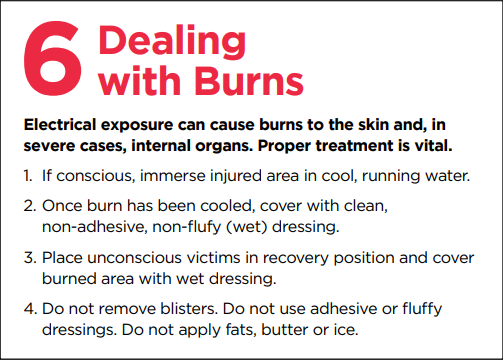 6 Dealing
with Burns
Electrical exposure can cause burns to the skin and, in
severe cases, internal organs. Proper treatment is vital.
1. If conscious, immerse injured area in cool, running water.
2. Once burn has been cooled, cover with clean,
non-adhesive, non-flufy (wet) dressing.
3. Place unconscious victims in recovery position and cover
burned area with wet dressing.
4. Do not remove blisters. Do not use adhesive or fluffy
dressings. Do not apply fats, butter or ice.